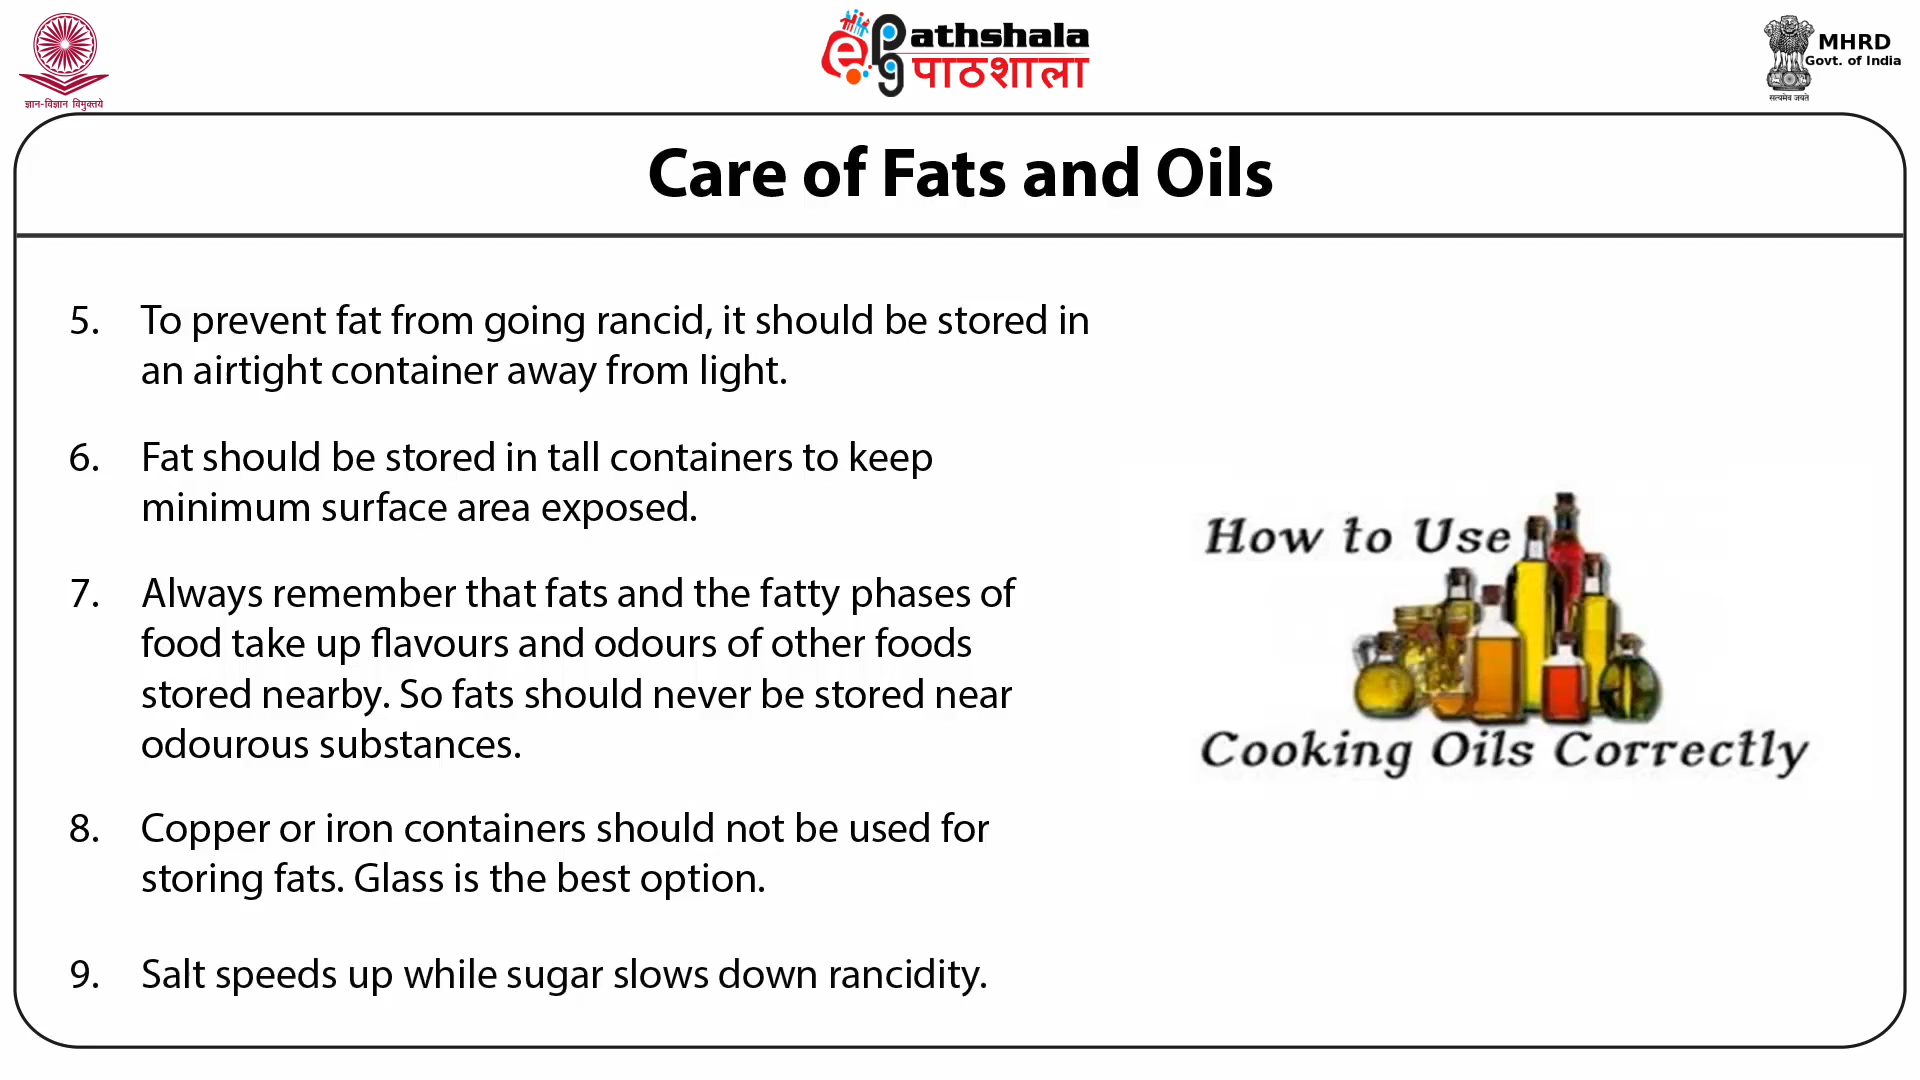 ज्ञान-विज्ञान विमुक्तये
ePathshala
पाठशाला
MHRD
Govt. of India
सत्यमेव जयते
Care of Fats and Oils
5. To prevent fat from going rancid, it should be stored in
an airtight container away from light.
6. Fat should be stored in tall containers to keep
minimum surface area exposed.
7. Always remember that fats and the fatty phases of
food take up flavours and odours of other foods
stored nearby. So fats should never be stored near
odourous substances.
8. Copper or iron containers should not be used for
storing fats. Glass is the best option.
9. Salt speeds up while sugar slows down rancidity.
How to Use
Cooking Oils Correctly